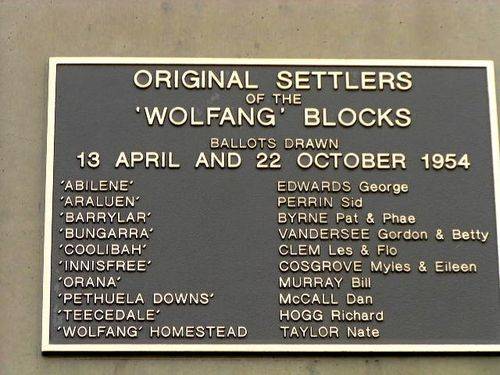 ORIGINAL SETTLERS
OF THE
'WOLFANG' BLOCKS
BALLOTS DRAWN
13 APRIL AND 22 OCTOBER 1954
'ABILENE' EDWARDS George
'ARALUEN' PERRIN Sid
'BARRYLAR' BYRNE Pat & Phae
'BUNGARRA' VANDERSEE Gordon & Betty
'COOLIBAH' CLEM Les & Flo
'INNISFREE' COSGROVE Myles & Eileen
'ORANA' MURRAY Bill
'PETHUELA DOWNS' McCALL Dan
'TEECEDALE' HOGG Richard
'WOLFANG' HOMESTEAD TAYLOR Nate